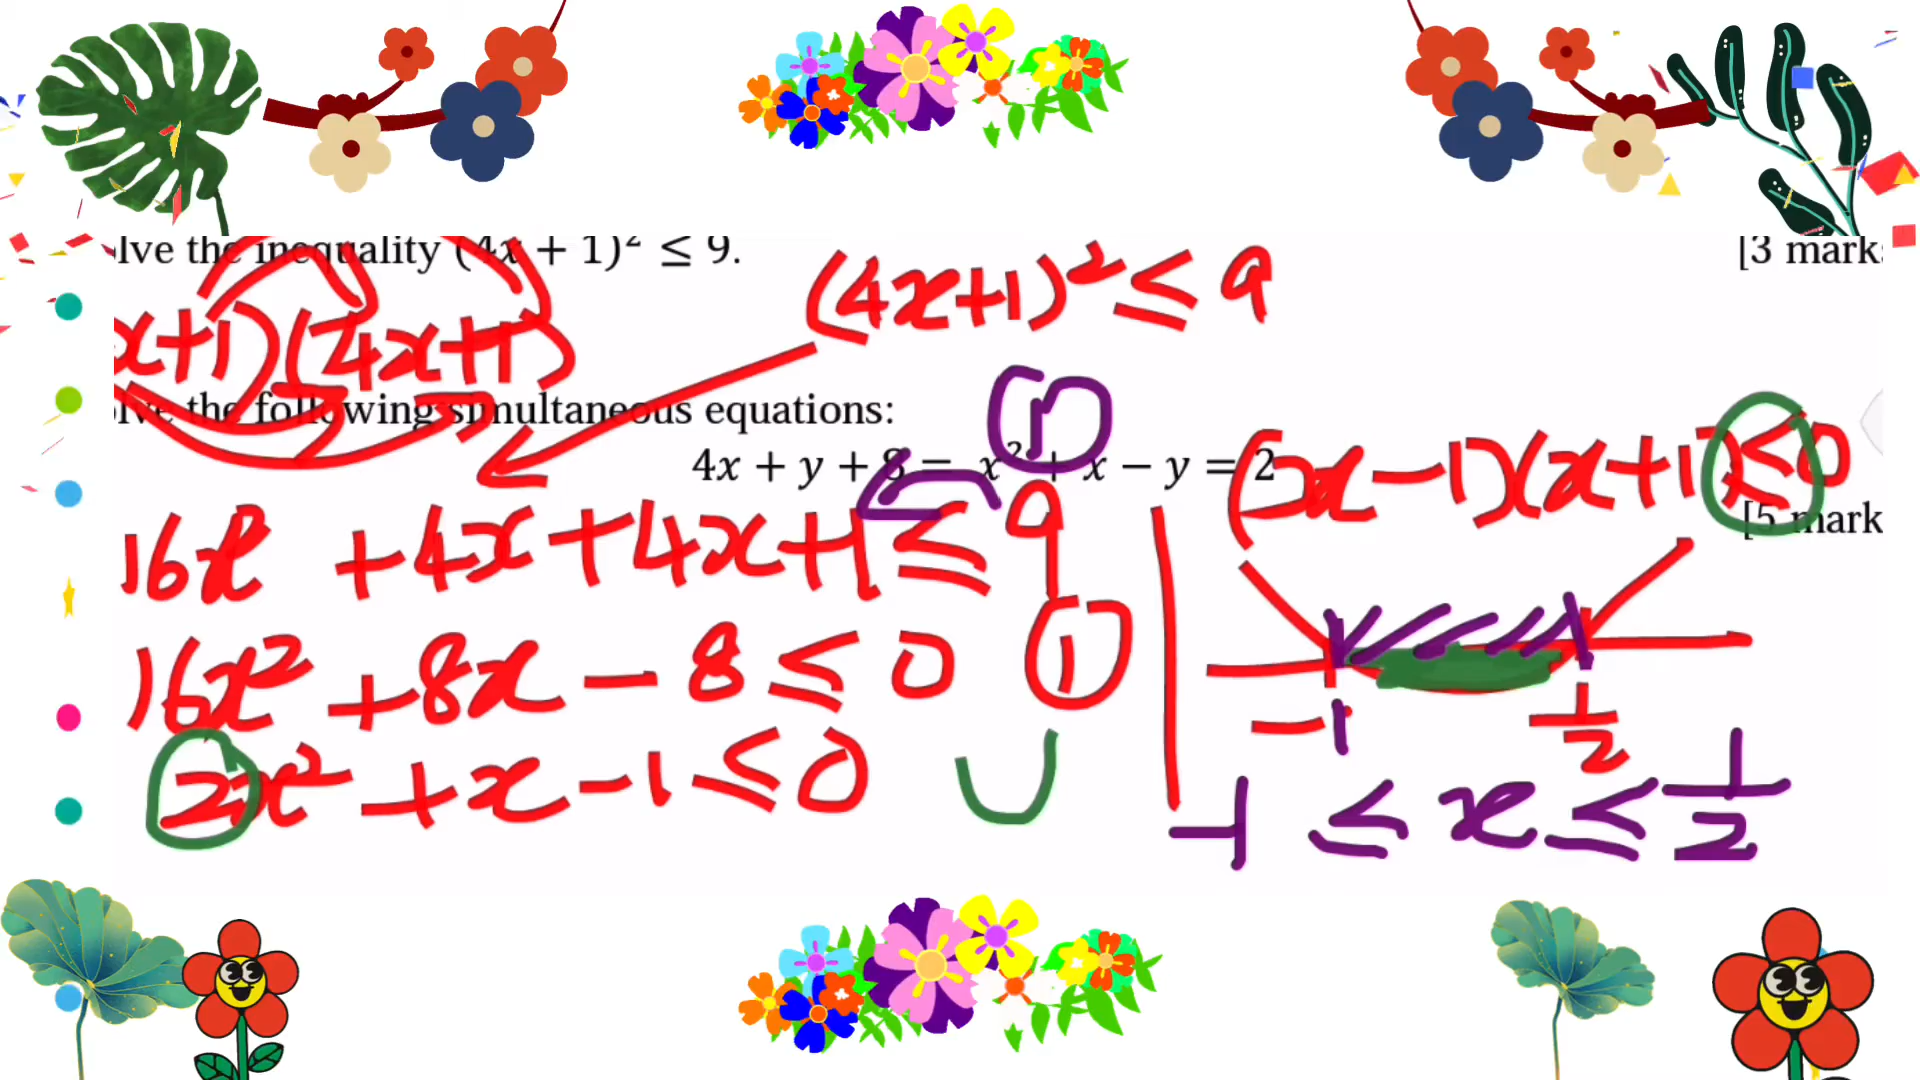 lve the inequality (4x + 1)² ≤ 9.
[3 mark
(4x+1)² ≤ 9
x+1)(4x+1)
lve the following simultaneous equations:
4x + y + 8 = x² + x − y = 2
[5 mark
(2x−1)(x+1) ≤ 0
16x² +4x+4x+1 ≤ 9
16x² +8x − 8 ≤ 0 ①
2x² + x − 1 ≤ 0
−1 1/2
−1 ≤ x ≤ 1/2